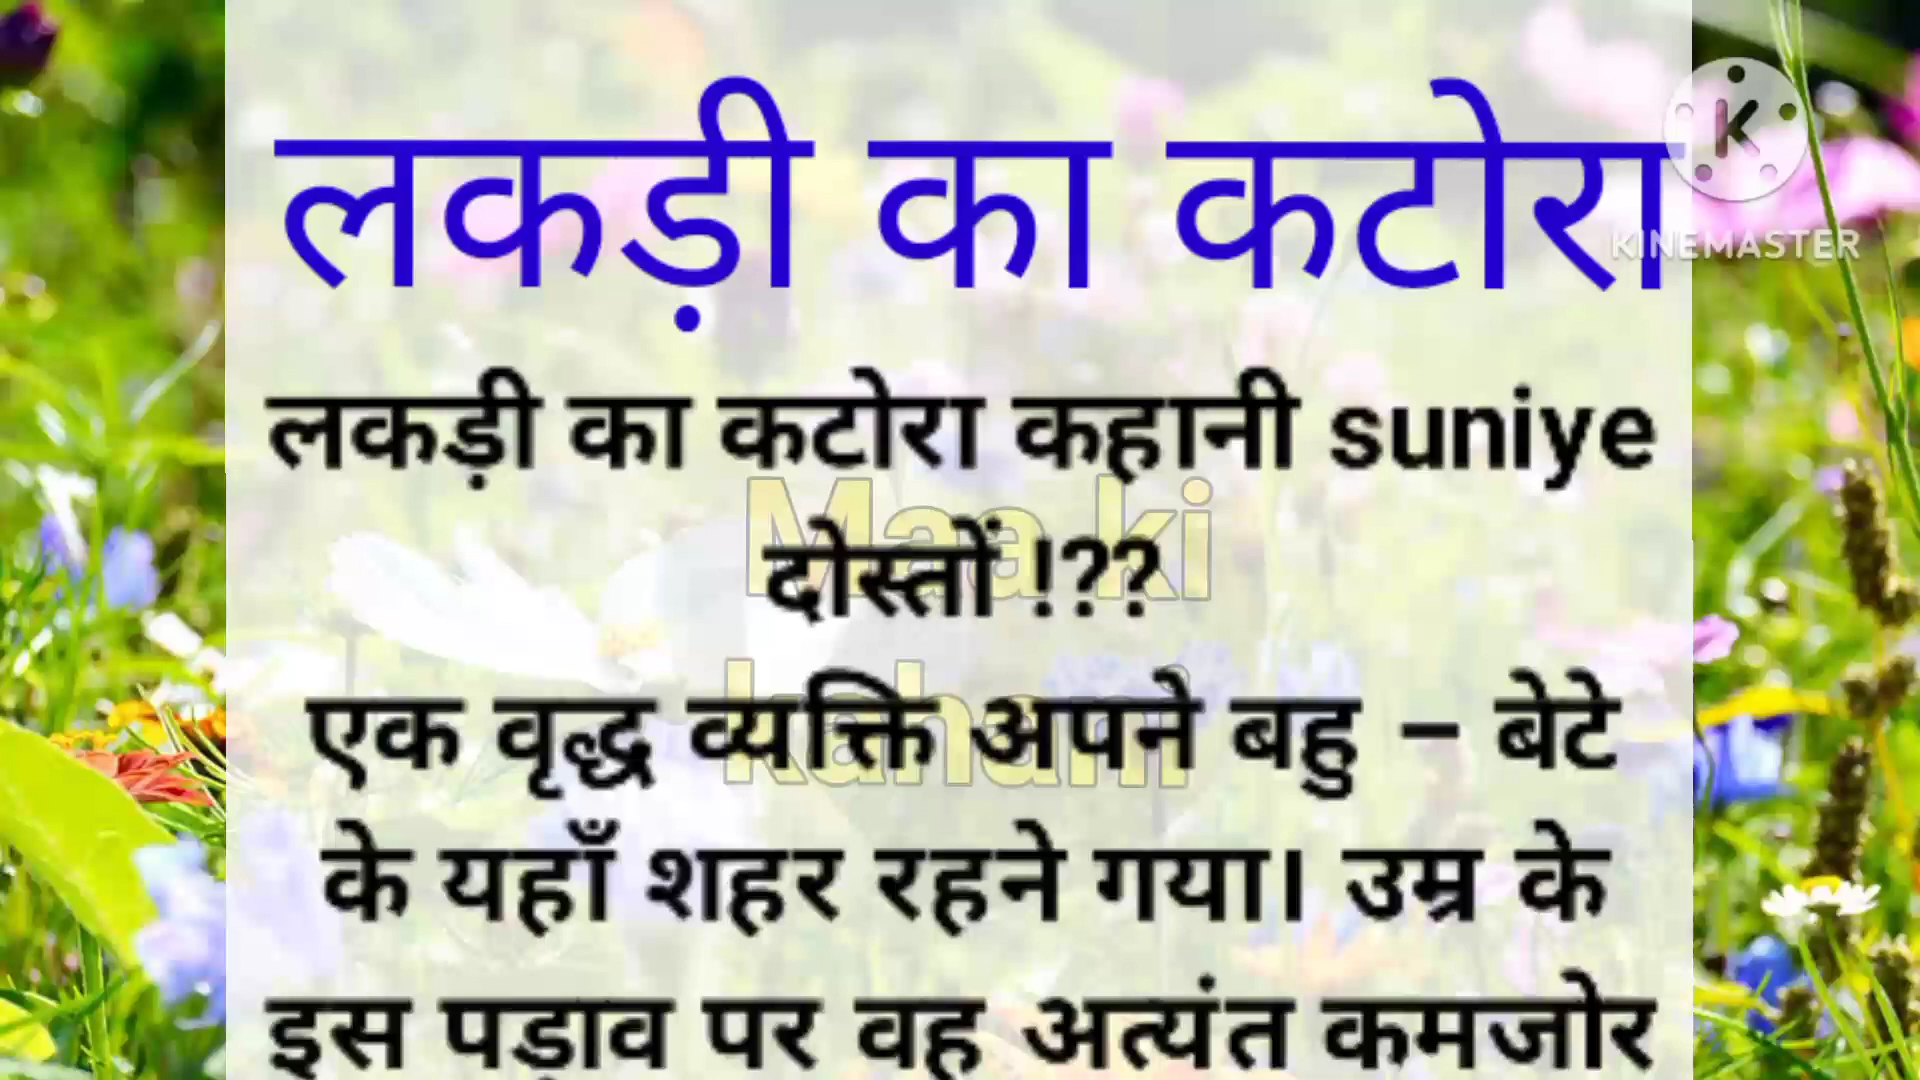 लकड़ी का कटोरा
K
KINEMASTER
लकड़ी का कटोरा कहानी suniye
दोस्तों !??
Maa ki
kahani
एक वृद्ध व्यक्ति अपने बहु – बेटे
के यहाँ शहर रहने गया। उम्र के
इस पड़ाव पर वह अत्यंत कमजोर